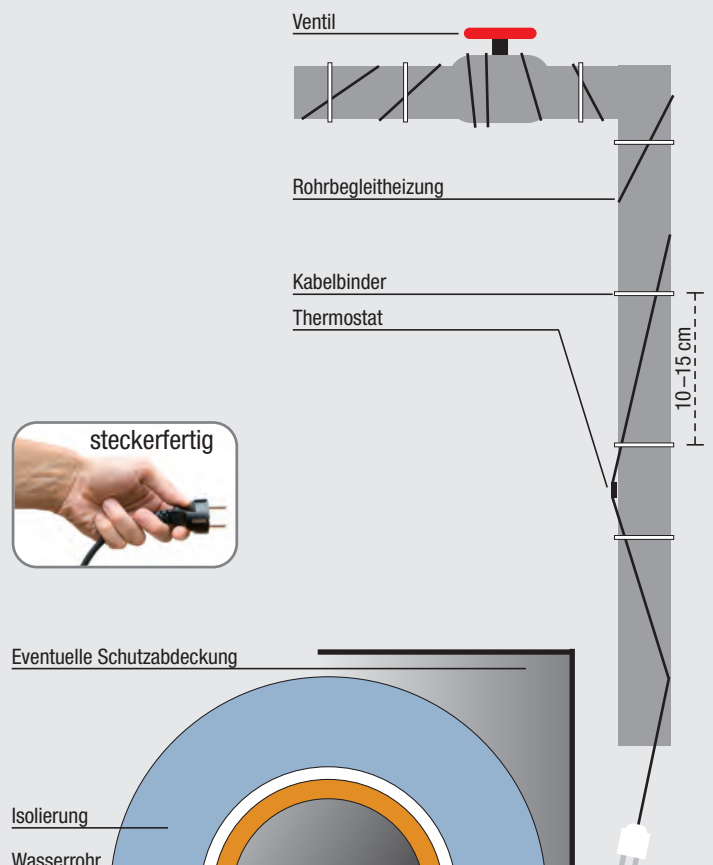 Ventil
Rohrbegleitheizung
Kabelbinder
Thermostat
10–15 cm
steckerfertig
Eventuelle Schutzabdeckung
Isolierung
Wasserrohr